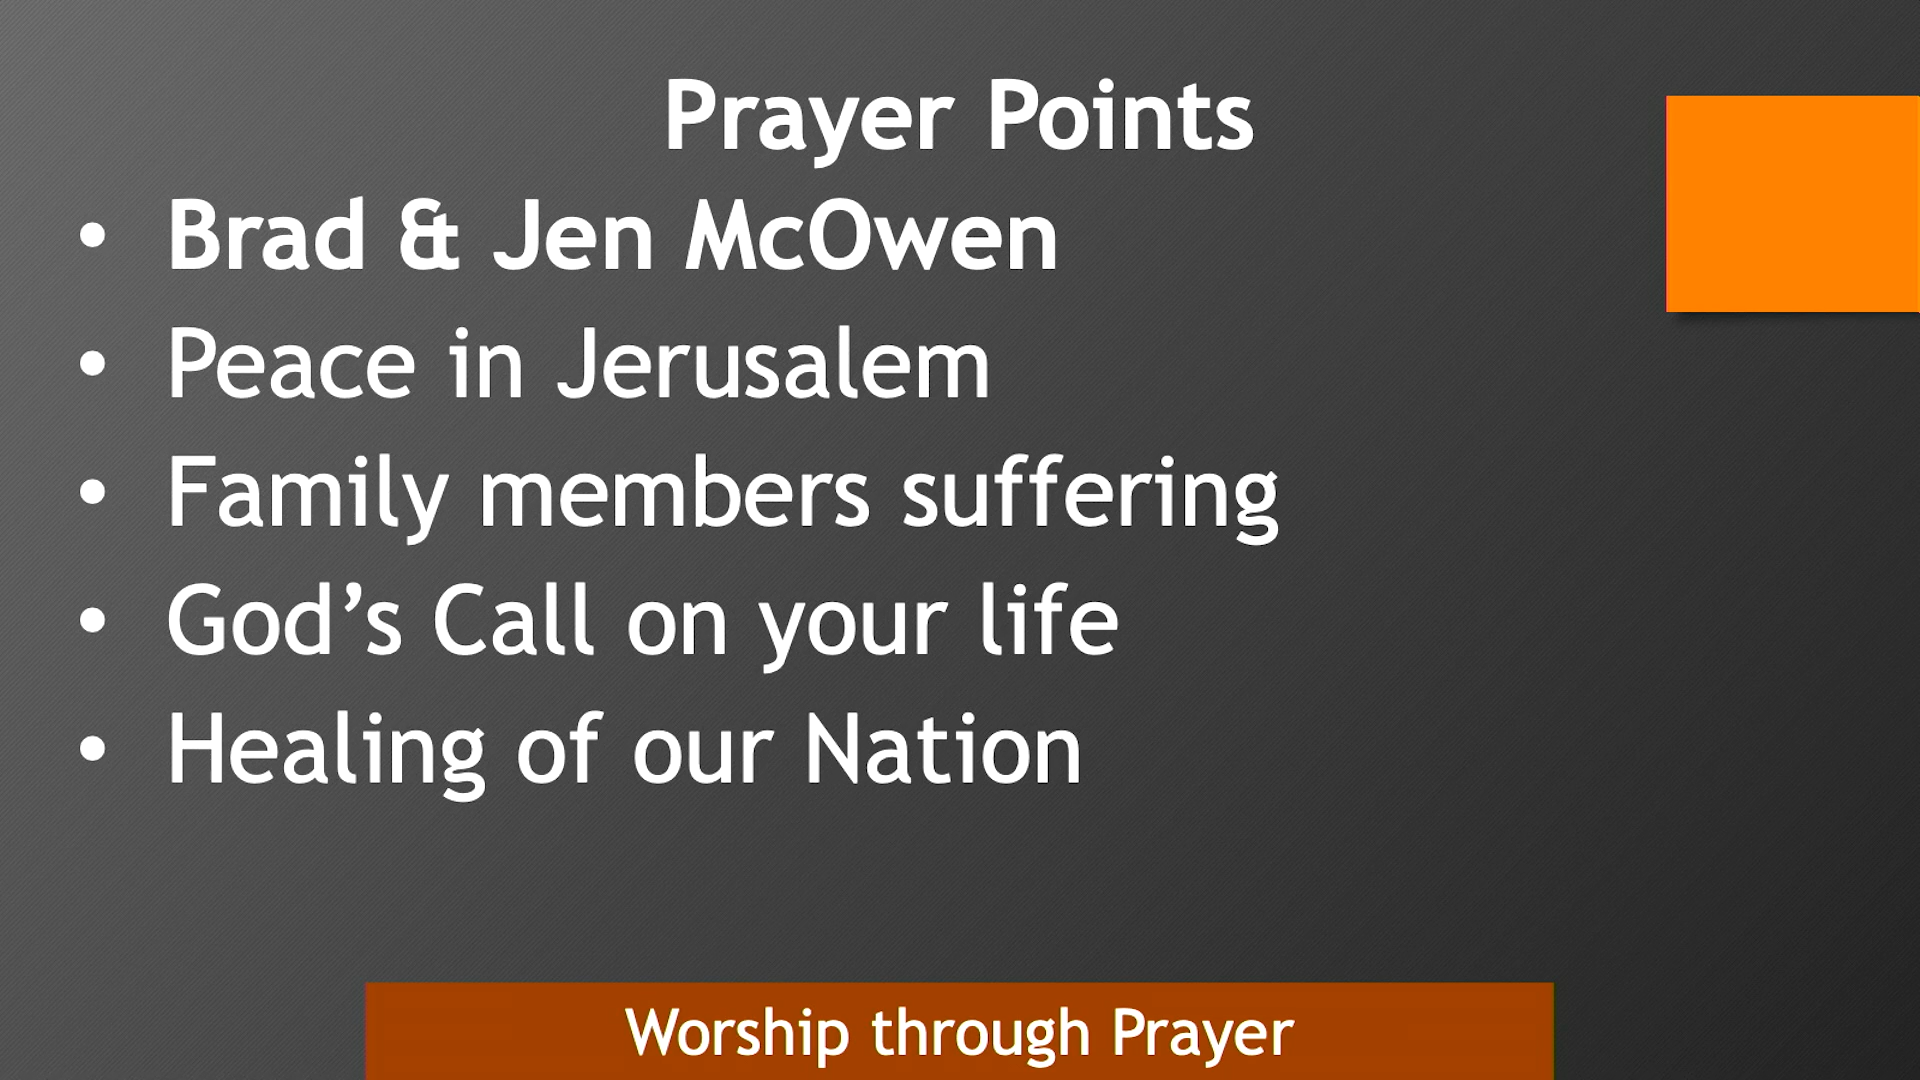 Prayer Points
• Brad & Jen McOwen
• Peace in Jerusalem
• Family members suffering
• God’s Call on your life
• Healing of our Nation
Worship through Prayer